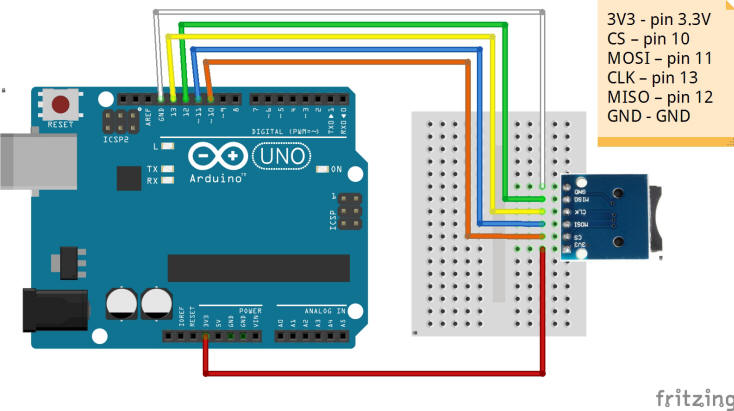 3V3 - pin 3.3V
CS – pin 10
MOSI – pin 11
CLK – pin 13
MISO – pin 12
GND - GND
RESET
ICSP2
AREF
GND
13
12
~11
~10
~9
8
7
~6
~5
4
~3
2
TX0 ▶ 1
RX0 ◀ 0
DIGITAL (PWM=~)
L
TX
RX
UNO
Arduino™
ON
1
ICSP
GND
MISO
CLK
MOSI
CS
3V3
POWER
ANALOG IN
IOREF
RESET
3V3
5V
GND
GND
VIN
A0
A1
A2
A3
A4
A5
fritzing